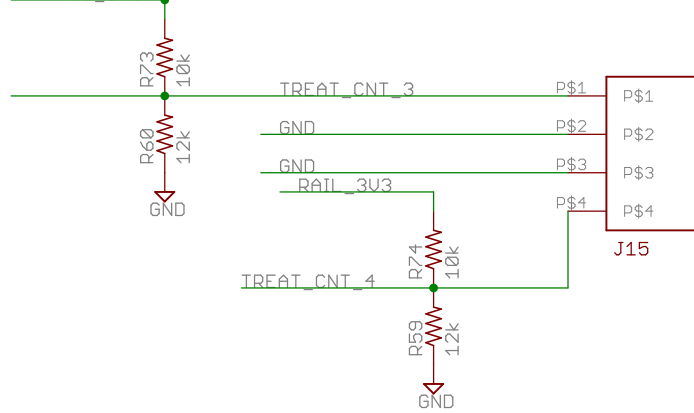 R73
10k
TREAT_CNT_3
P$1
P$1
R60
12k
GND
P$2
P$2
GND
P$3
P$3
GND
RAIL_3V3
P$4
P$4
J15
R74
10k
TREAT_CNT_4
R59
12k
GND